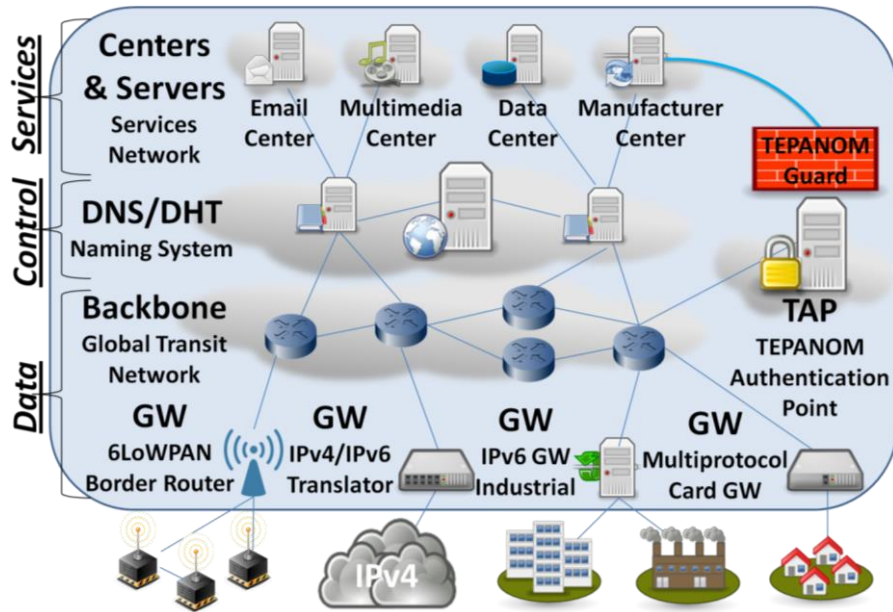 Services
Centers
& Servers
Services
Network
Email
Center
Multimedia
Center
Data
Center
Manufacturer
Center
TEPANOM
Guard
Control
DNS/DHT
Naming System
TAP
TEPANOM
Authentication
Point
Data
Backbone
Global Transit
Network
GW
6LoWPAN
Border Router
GW
IPv4/IPv6
Translator
GW
IPv6 GW
Industrial
GW
Multiprotocol
Card GW
IPv4